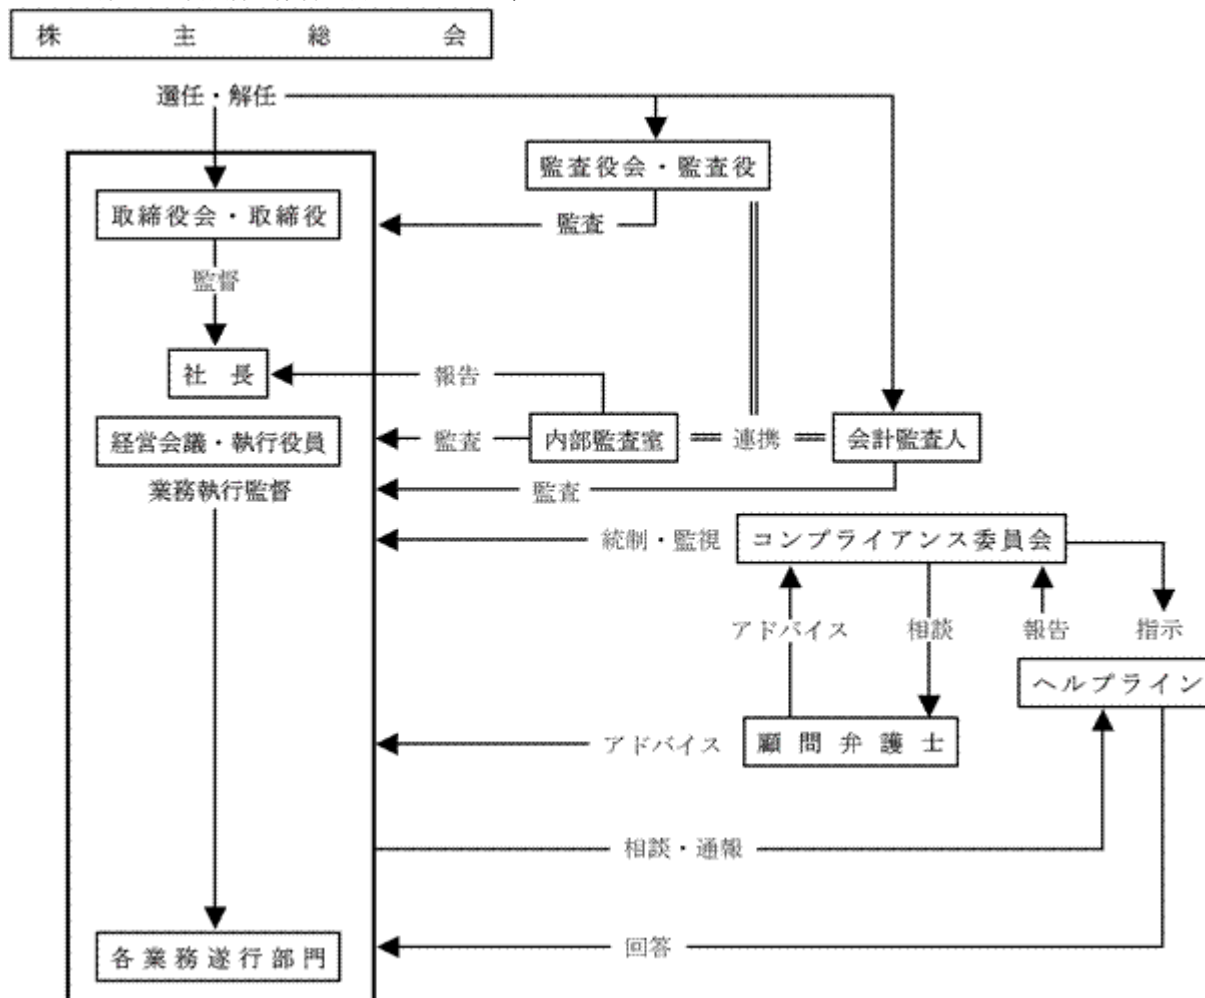 株主総会
選任・解任
監査役会・監査役
取締役会・取締役
監査
監督
社長
報告
経営会議・執行役員
監査
内部監査室
連携
会計監査人
業務執行監督
監査
統制・監視
コンプライアンス委員会
アドバイス
相談
報告
指示
ヘルプライン
アドバイス
顧問弁護士
相談・通報
各業務遂行部門
回答